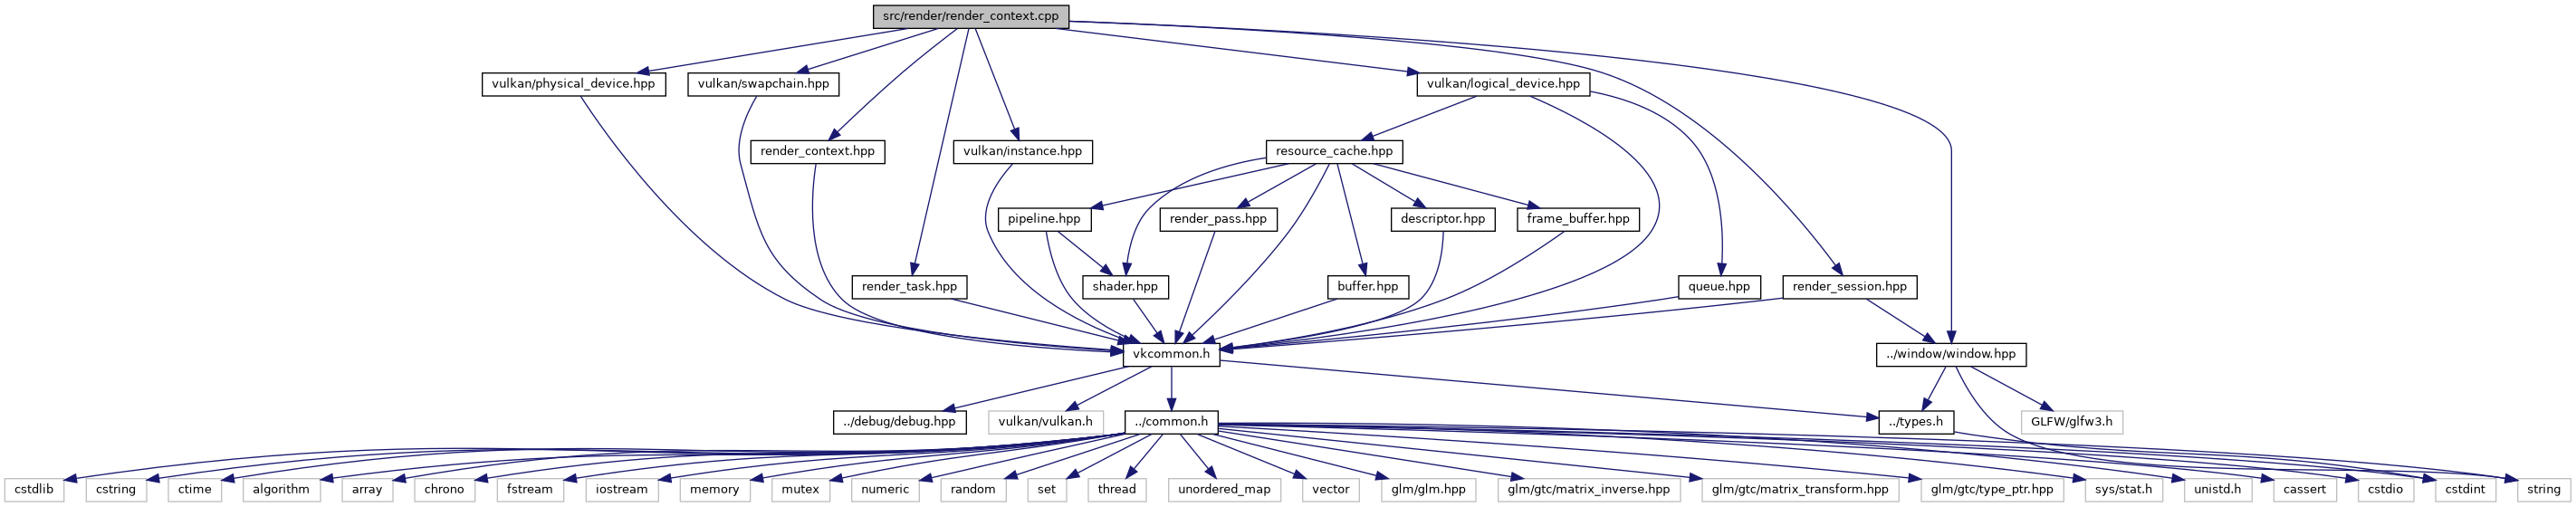 src/render/render_context.cpp
vulkan/physical_device.hpp
vulkan/swapchain.hpp
vulkan/logical_device.hpp
render_context.hpp
vulkan/instance.hpp
resource_cache.hpp
pipeline.hpp
render_pass.hpp
descriptor.hpp
frame_buffer.hpp
render_task.hpp
shader.hpp
buffer.hpp
queue.hpp
render_session.hpp
vkcommon.h
../window/window.hpp
../debug/debug.hpp
vulkan/vulkan.h
../common.h
../types.h
GLFW/glfw3.h
cstdlib
cstring
ctime
algorithm
array
chrono
fstream
iostream
memory
mutex
numeric
random
set
thread
unordered_map
vector
glm/glm.hpp
glm/gtc/matrix_inverse.hpp
glm/gtc/matrix_transform.hpp
glm/gtc/type_ptr.hpp
sys/stat.h
unistd.h
cassert
cstdio
cstdint
string